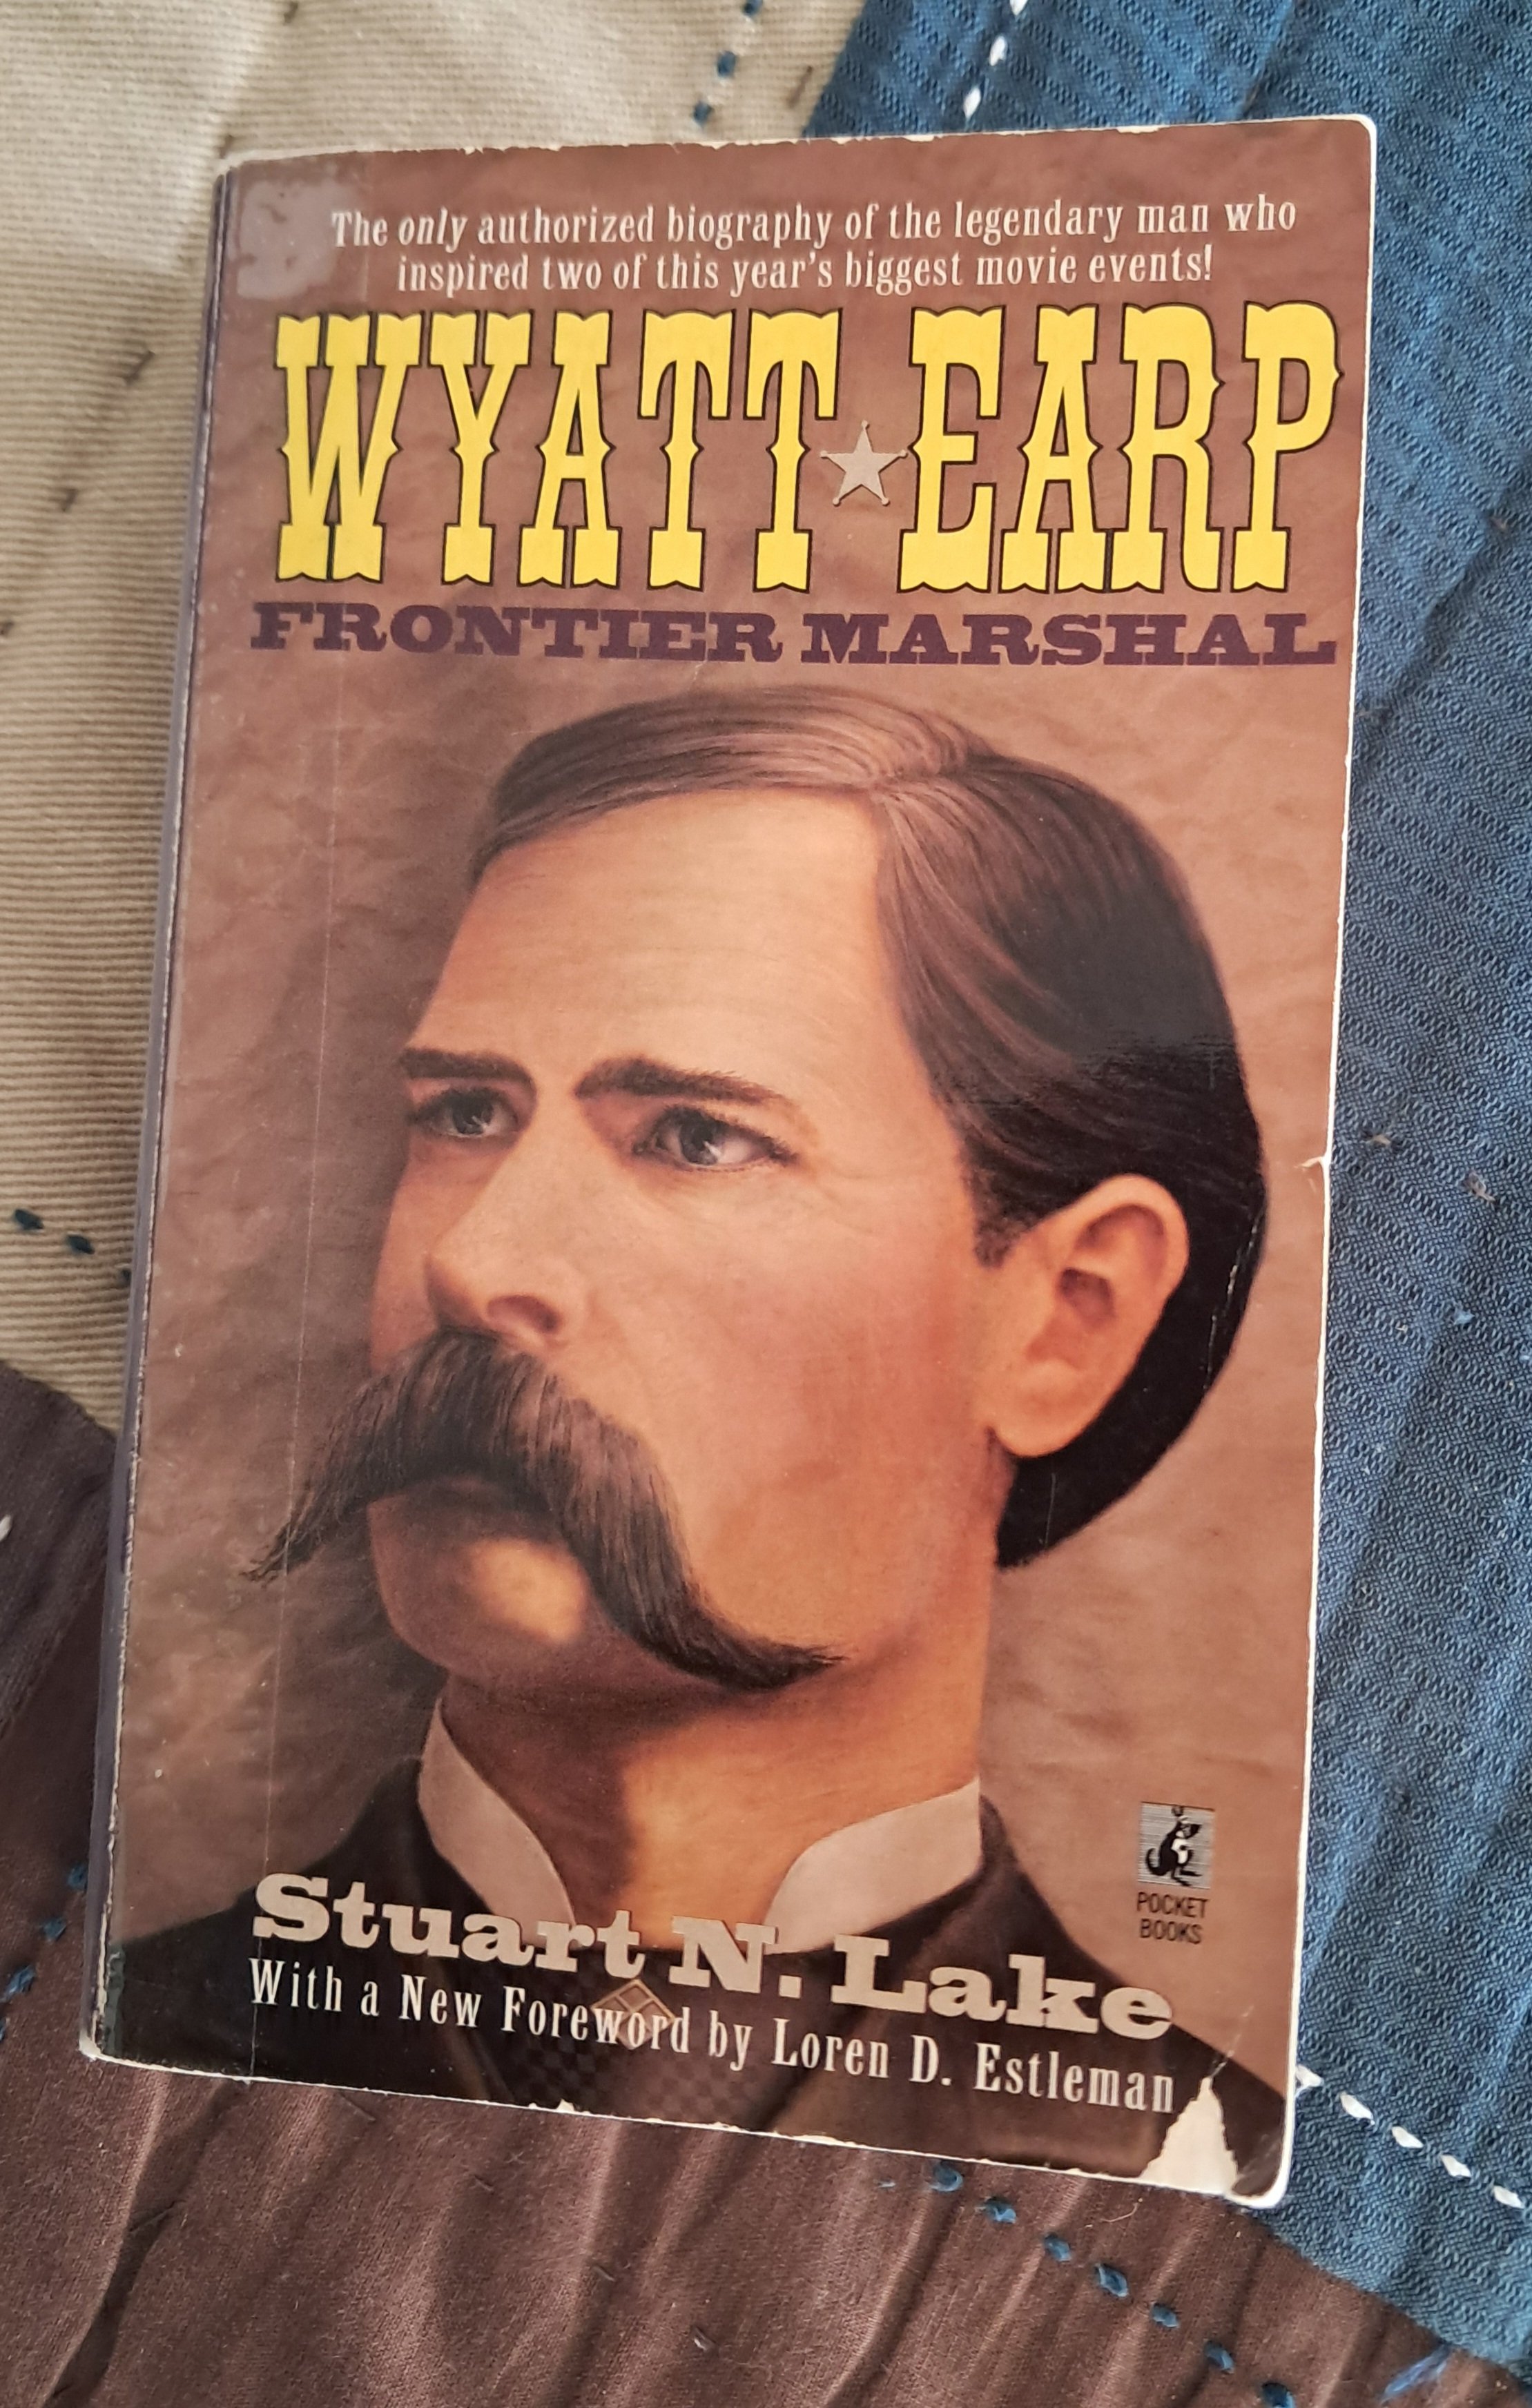 The only authorized biography of the legendary man who
inspired two of this year's biggest movie events!
WYATT EARP
FRONTIER MARSHAL
Stuart N. Lake
With a New Foreword by Loren D. Estleman
POCKET
BOOKS